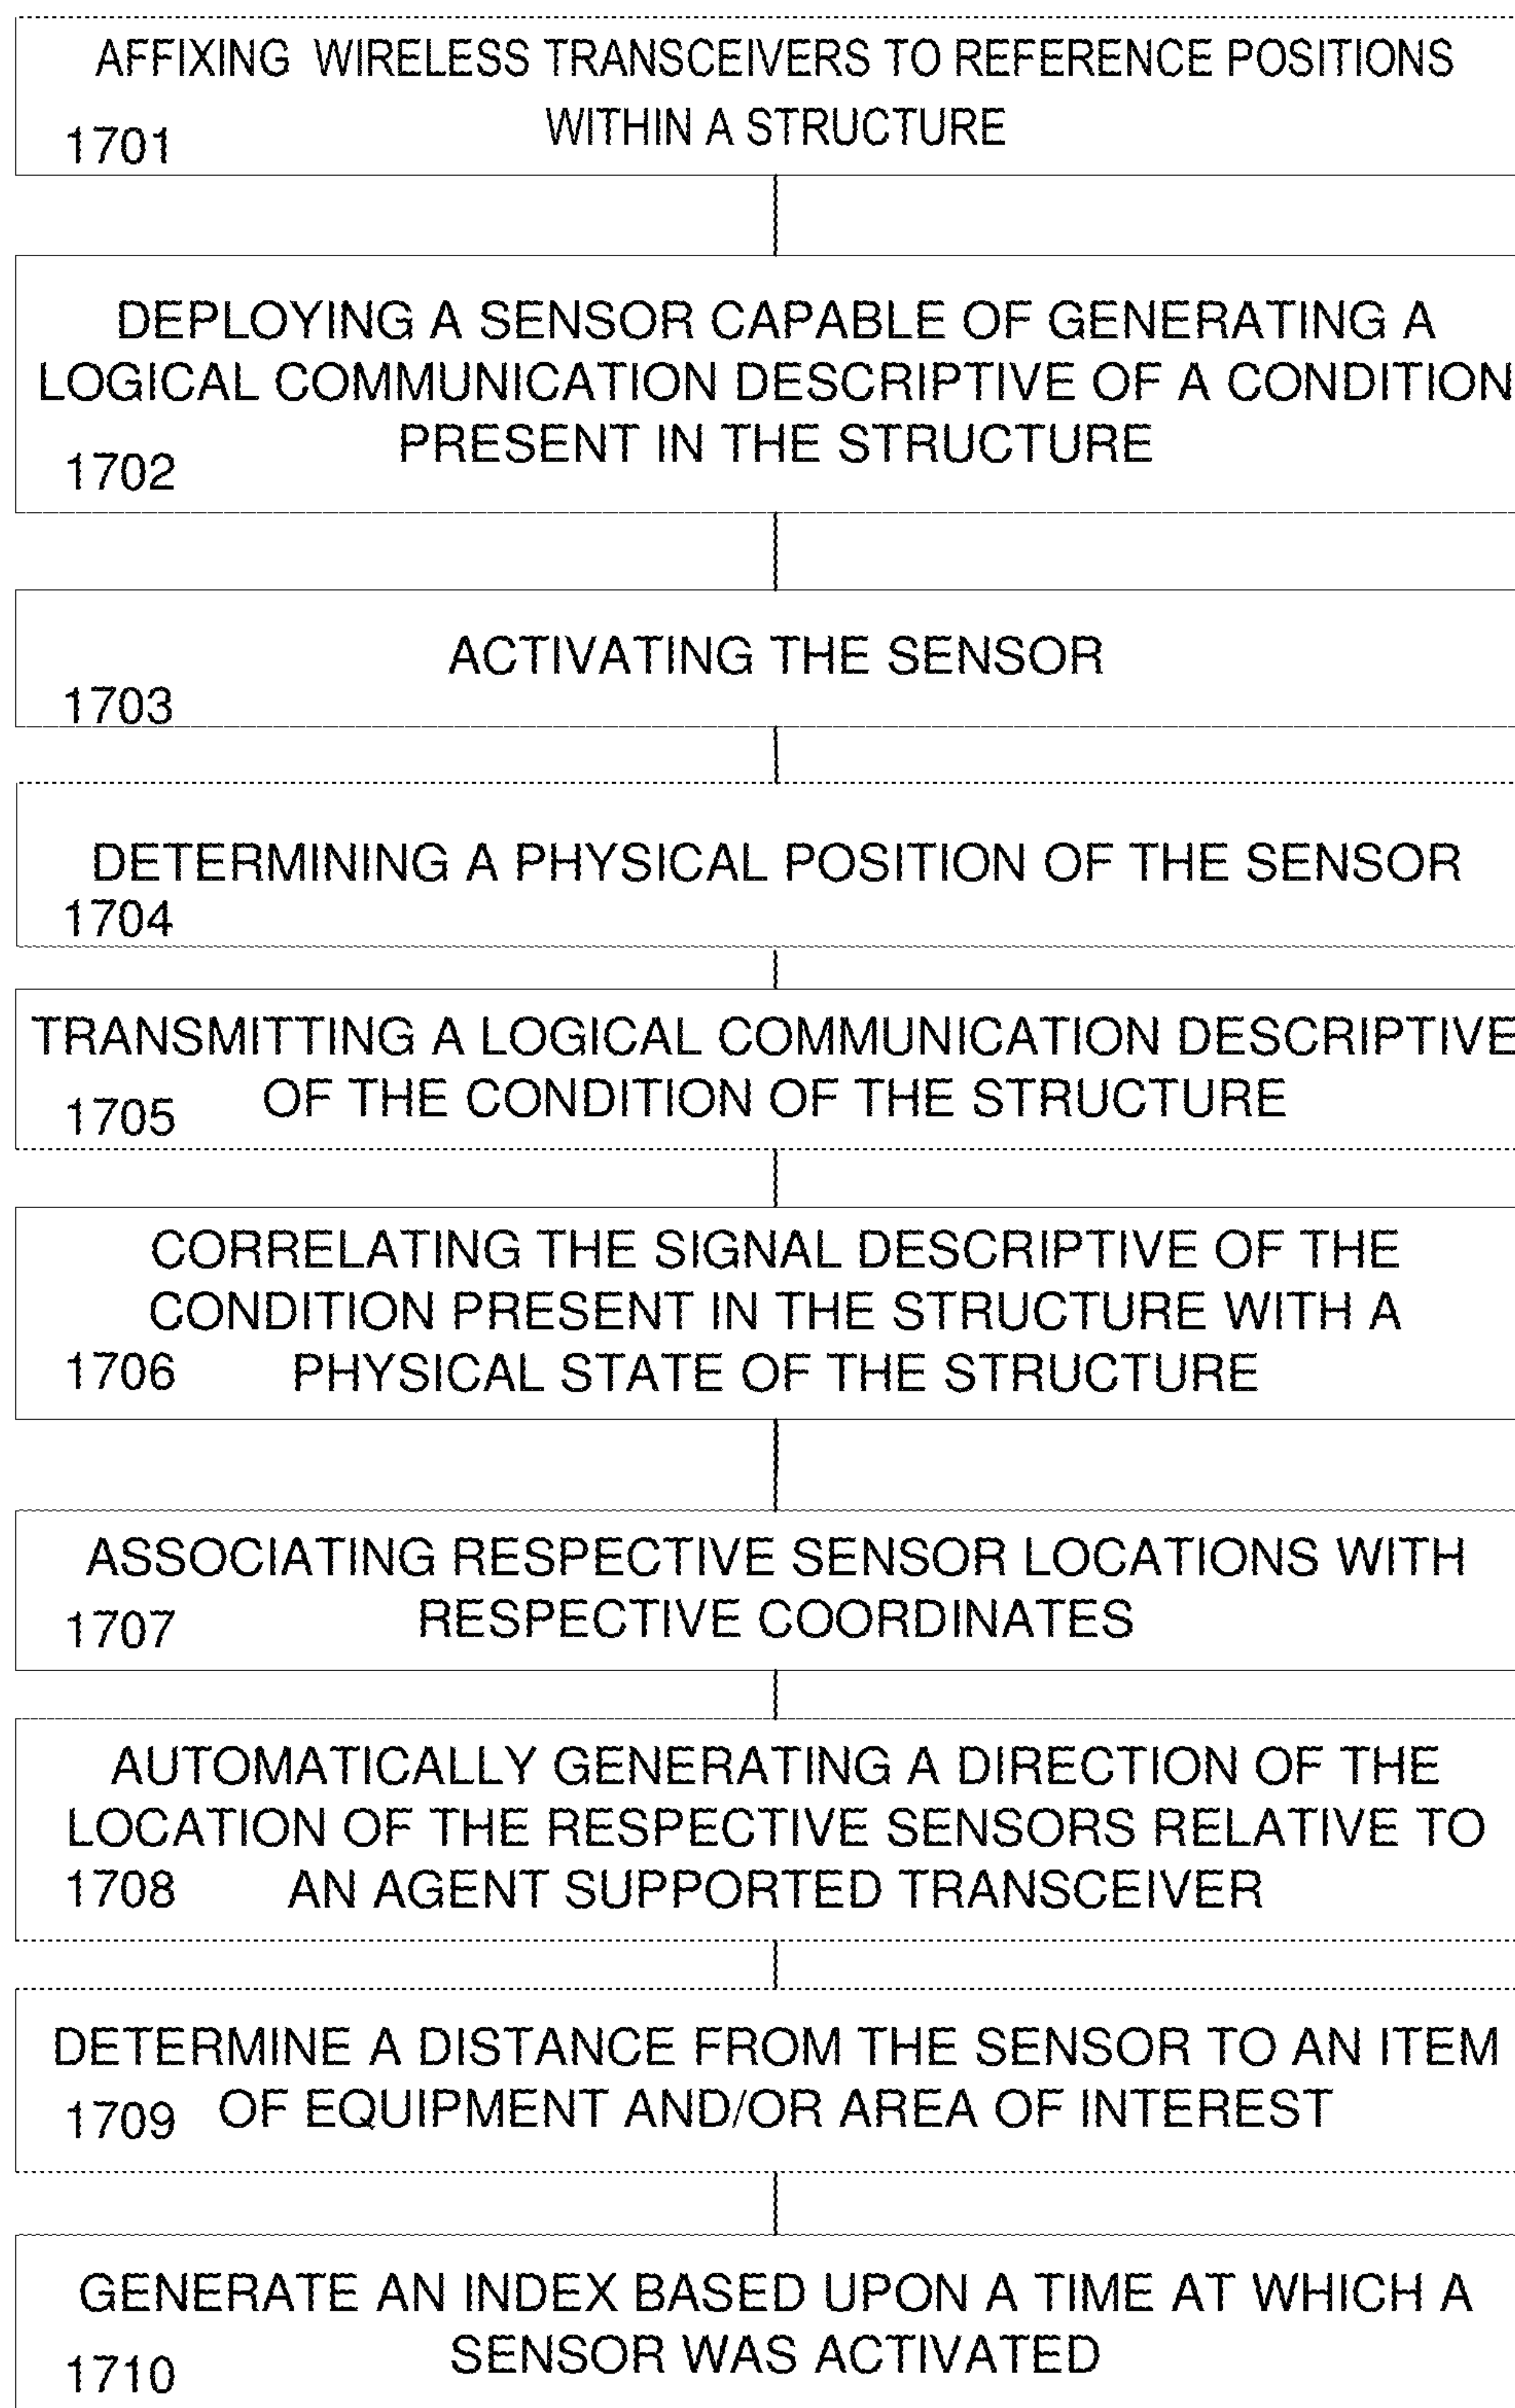 AFFIXING WIRELESS TRANSCEIVERS TO REFERENCE POSITIONS
WITHIN A STRUCTURE
1701
DEPLOYING A SENSOR CAPABLE OF GENERATING A
LOGICAL COMMUNICATION DESCRIPTIVE OF A CONDITION
PRESENT IN THE STRUCTURE
1702
ACTIVATING THE SENSOR
1703
DETERMINING A PHYSICAL POSITION OF THE SENSOR
1704
TRANSMITTING A LOGICAL COMMUNICATION DESCRIPTIVE
OF THE CONDITION OF THE STRUCTURE
1705
CORRELATING THE SIGNAL DESCRIPTIVE OF THE
CONDITION PRESENT IN THE STRUCTURE WITH A
PHYSICAL STATE OF THE STRUCTURE
1706
ASSOCIATING RESPECTIVE SENSOR LOCATIONS WITH
RESPECTIVE COORDINATES
1707
AUTOMATICALLY GENERATING A DIRECTION OF THE
LOCATION OF THE RESPECTIVE SENSORS RELATIVE TO
AN AGENT SUPPORTED TRANSCEIVER
1708
DETERMINE A DISTANCE FROM THE SENSOR TO AN ITEM
OF EQUIPMENT AND/OR AREA OF INTEREST
1709
GENERATE AN INDEX BASED UPON A TIME AT WHICH A
SENSOR WAS ACTIVATED
1710